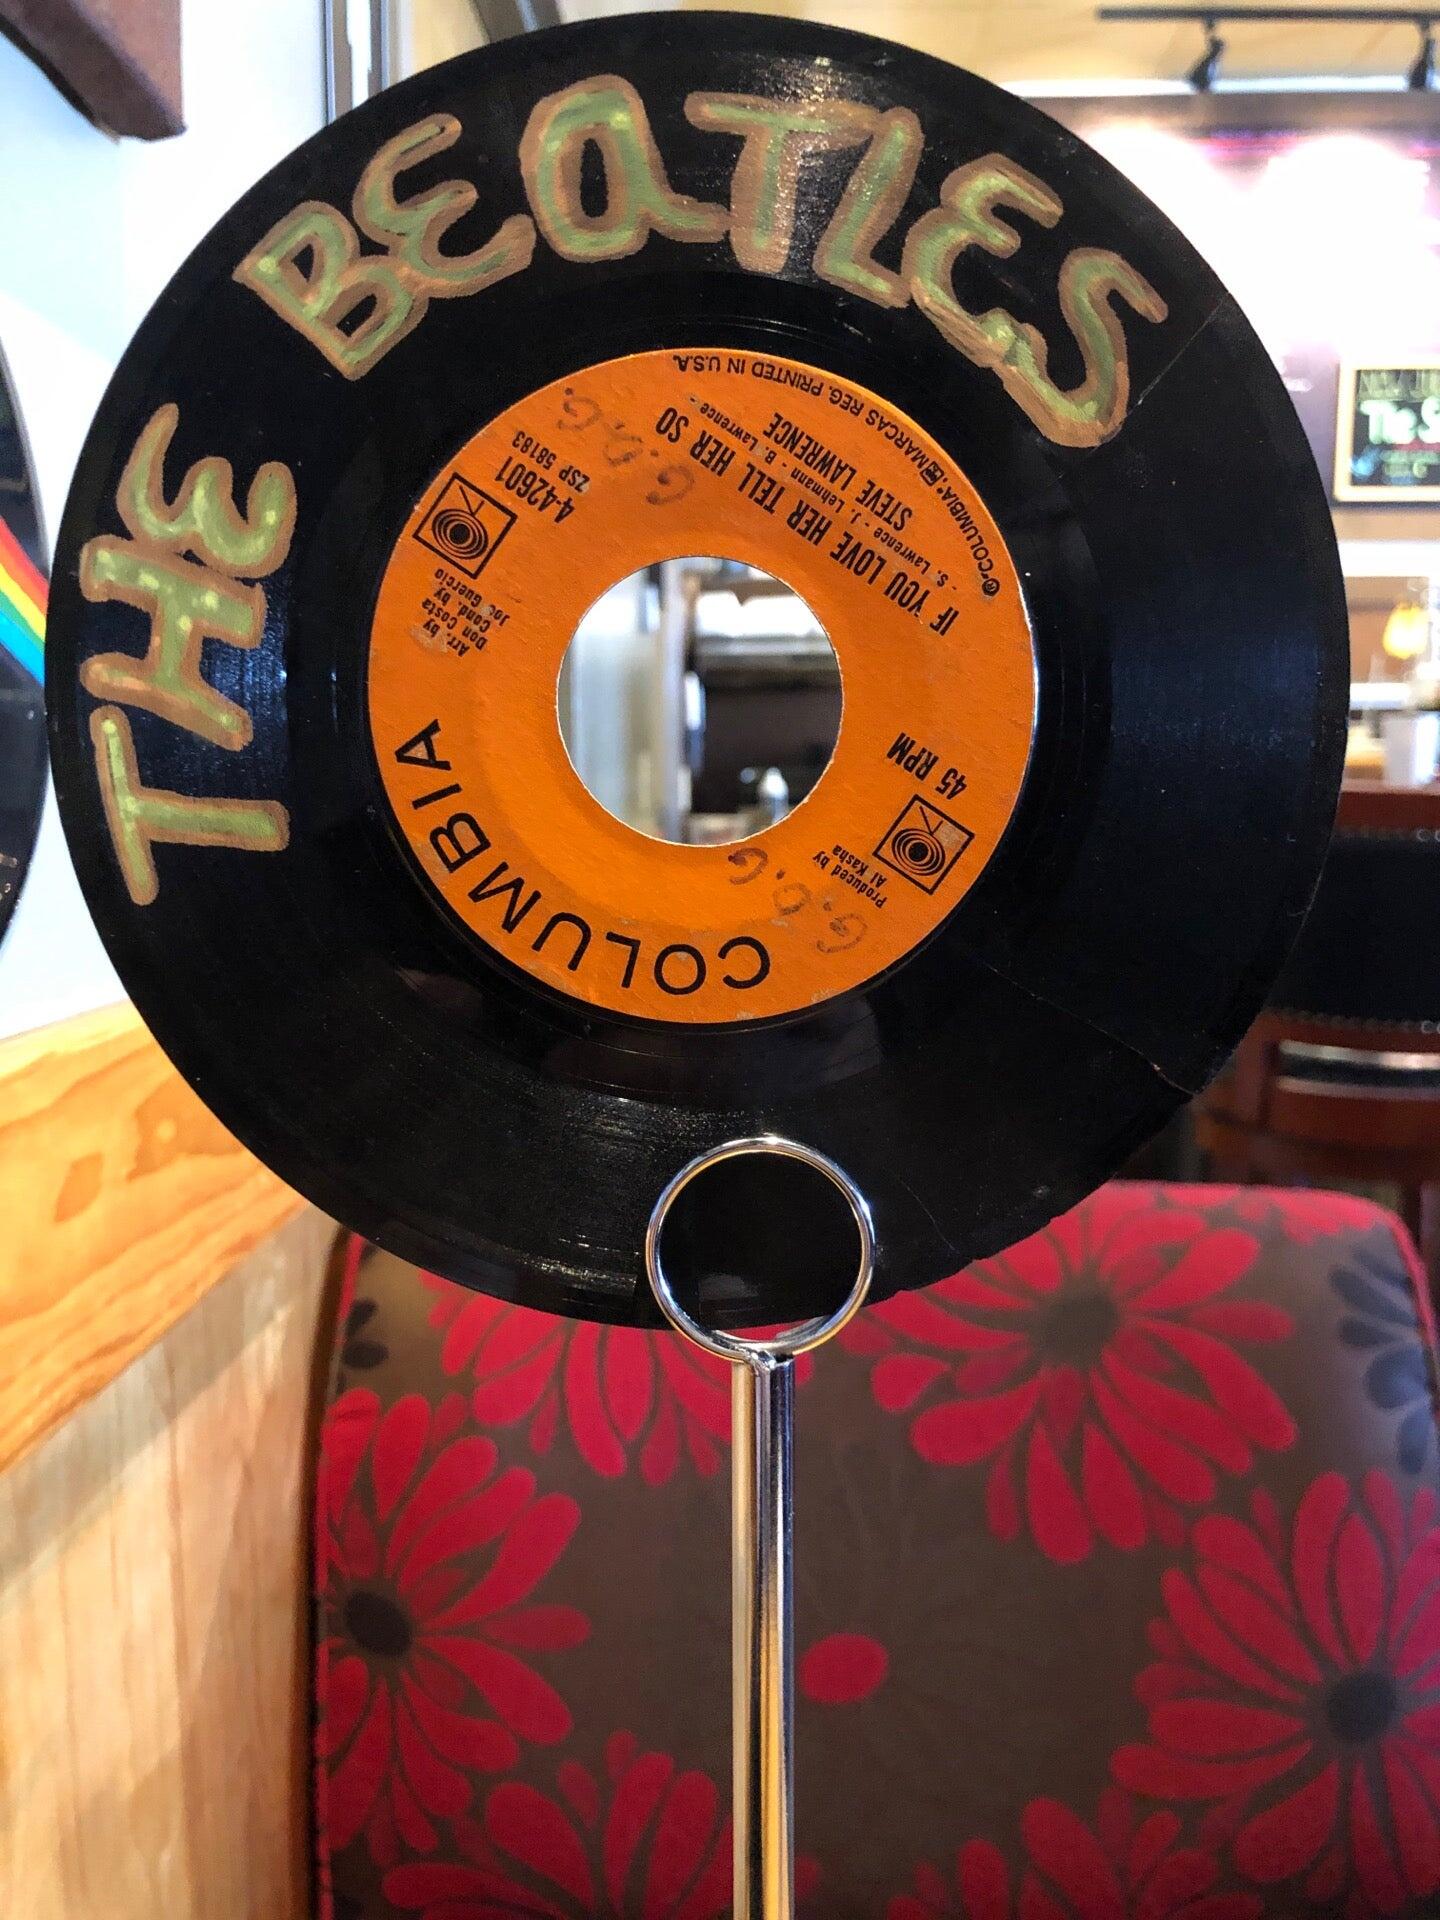 THE BEATLES
COLUMBIA
Produced by
Al Kasha
45 RPM
Arr. by
Don Costa
Cond. by
Joe Guercio
4-42601
ZSP 58183
G.O.G.
G.O.G
IF YOU LOVE HER TELL HER SO
- S. Lawrence - J. Lehmann - B. Lawrence -
STEVE LAWRENCE
® "COLUMBIA", MARCAS REG. PRINTED IN U.S.A.